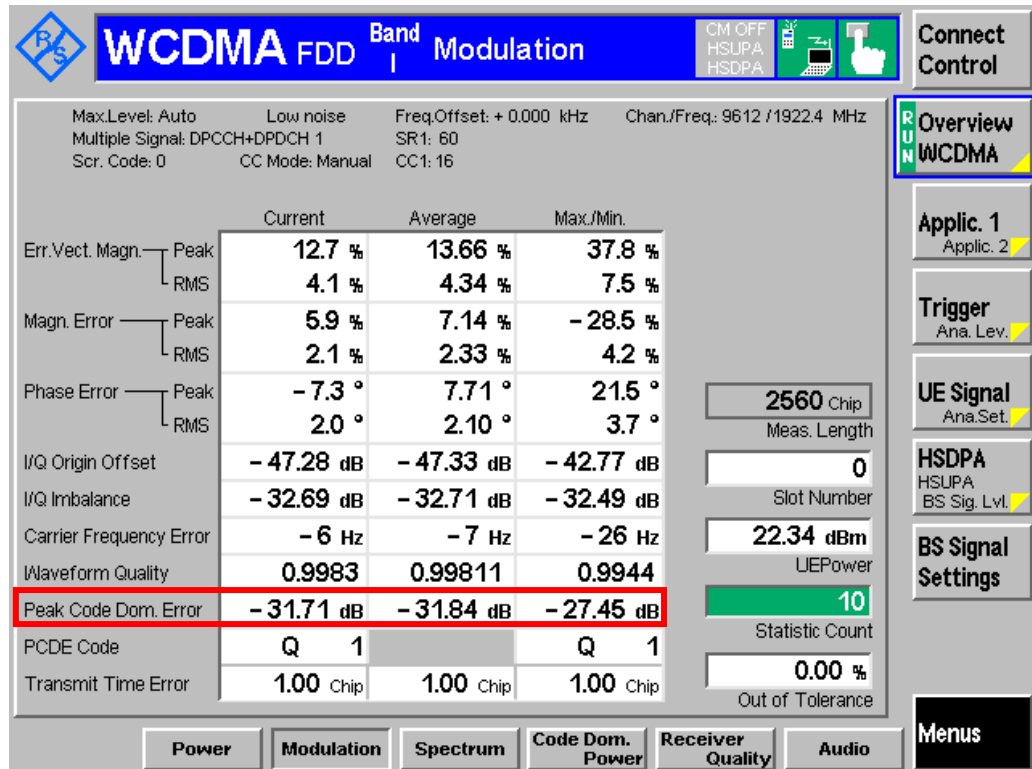 R&S WCDMA FDD Band I Modulation
CM OFF
HSUPA
HSDPA
Connect
Control
Max.Level: Auto Low noise Freq.Offset: + 0.000 kHz Chan./Freq.: 9612 / 1922.4 MHz
Multiple Signal: DPCCH+DPDCH 1 SR1: 60
Scr. Code: 0 CC Mode: Manual CC1: 16
RUN
Overview
WCDMA
Current Average Max./Min.
Err.Vect. Magn. Peak 12.7 % 13.66 % 37.8 %
RMS 4.1 % 4.34 % 7.5 %
Magn. Error Peak 5.9 % 7.14 % – 28.5 %
RMS 2.1 % 2.33 % 4.2 %
Phase Error Peak – 7.3 ° 7.71 ° 21.5 °
RMS 2.0 ° 2.10 ° 3.7 °
I/Q Origin Offset – 47.28 dB – 47.33 dB – 42.77 dB
I/Q Imbalance – 32.69 dB – 32.71 dB – 32.49 dB
Carrier Frequency Error – 6 Hz – 7 Hz – 26 Hz
Waveform Quality 0.9983 0.99811 0.9944
Peak Code Dom. Error – 31.71 dB – 31.84 dB – 27.45 dB
PCDE Code Q 1 Q 1
Transmit Time Error 1.00 Chip 1.00 Chip 1.00 Chip
2560 Chip
Meas. Length
0
Slot Number
22.34 dBm
UEPower
10
Statistic Count
0.00 %
Out of Tolerance
Applic. 1
Applic. 2
Trigger
Ana. Lev.
UE Signal
Ana.Set.
HSDPA
HSUPA
BS Sig. Lvl.
BS Signal
Settings
Menus
Power Modulation Spectrum Code Dom. Power Receiver Quality Audio